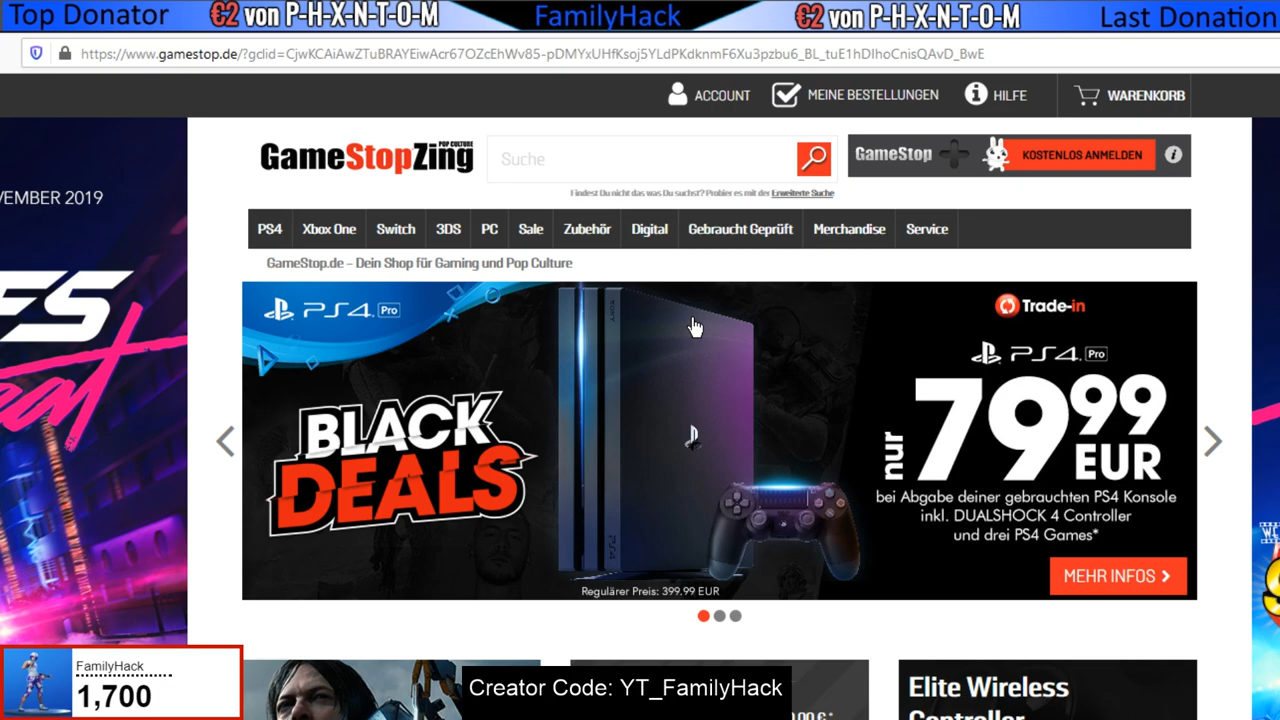 Top Donator €2 von P-H-X-N-T-O-M FamilyHack €2 von P-H-X-N-T-O-M Last Donation
https://www.gamestop.de/?gclid=CjwKCAiAwZTuBRAYEiwAcr67OZcEhWv85-pDMYxUHfKsoj5YLdPKdknmF6Xu3pzbu6_BL_tuE1hDIhoCnisQAvD_BwE
ACCOUNT MEINE BESTELLUNGEN HILFE WARENKORB
GameStopZing POP CULTURE
Suche
GameStop KOSTENLOS ANMELDEN
Findest Du nicht das was Du suchst? Probier es mit der Erweiterte Suche
VEMBER 2019
PS4 Xbox One Switch 3DS PC Sale Zubehör Digital Gebraucht Geprüft Merchandise Service
GameStop.de – Dein Shop für Gaming und Pop Culture
PS4 Pro
Trade-in
PS4 Pro
BLACK
DEALS
nur 7999 EUR
bei Abgabe deiner gebrauchten PS4 Konsole
inkl. DUALSHOCK 4 Controller
und drei PS4 Games*
MEHR INFOS
Regulärer Preis: 399,99 EUR
FamilyHack
1,700
Creator Code: YT_FamilyHack
Elite Wireless
Controller